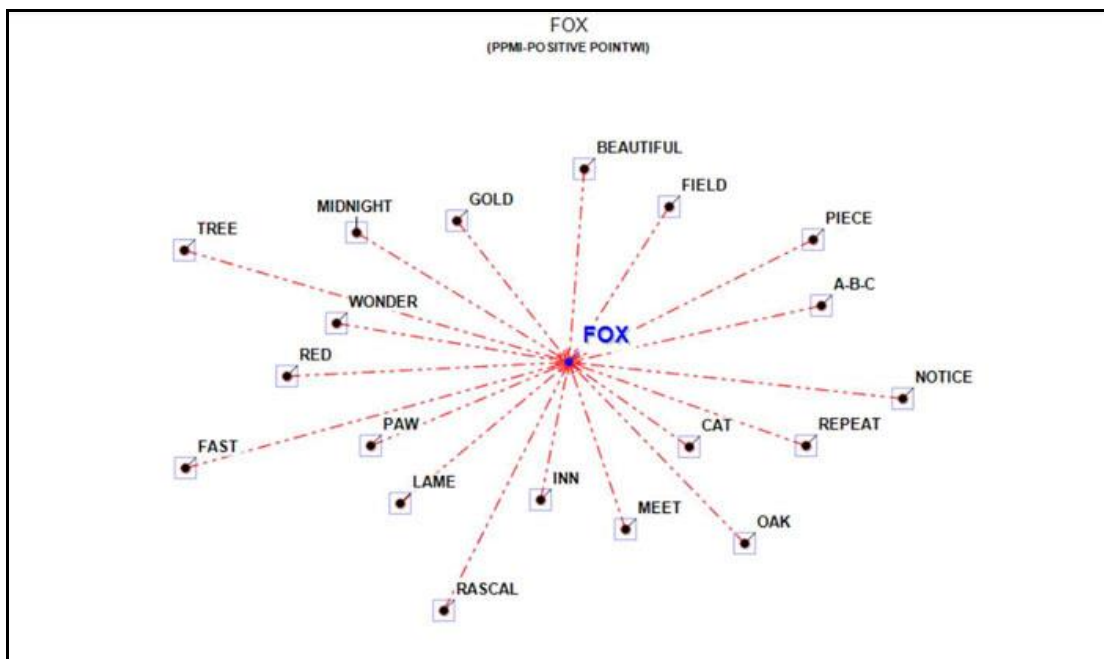 FOX
(PPMI-POSITIVE POINTWI)
BEAUTIFUL
FIELD
GOLD
MIDNIGHT
PIECE
TREE
A-B-C
WONDER
FOX
RED
NOTICE
PAW
CAT
REPEAT
FAST
LAME
INN
MEET
OAK
RASCAL